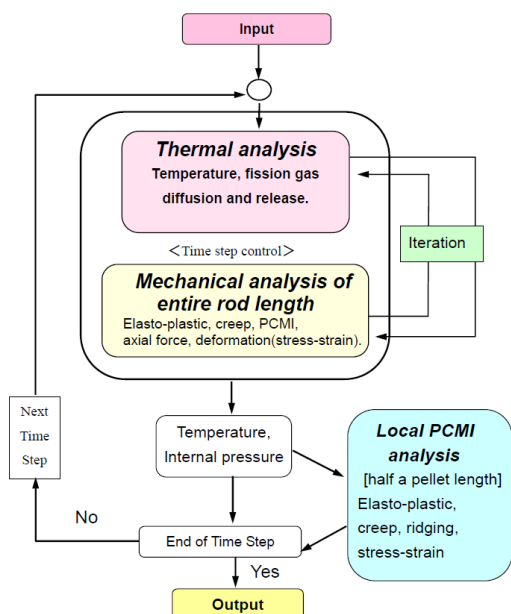 Input
Thermal analysis
Temperature, fission gas
diffusion and release.
<Time step control>
Iteration
Mechanical analysis of
entire rod length
Elasto-plastic, creep, PCMI,
axial force, deformation(stress-strain).
Next
Time
Step
Temperature,
Internal pressure
Local PCMI
analysis
[half a pellet length]
Elasto-plastic,
creep, ridging,
stress-strain
No
End of Time Step
Yes
Output